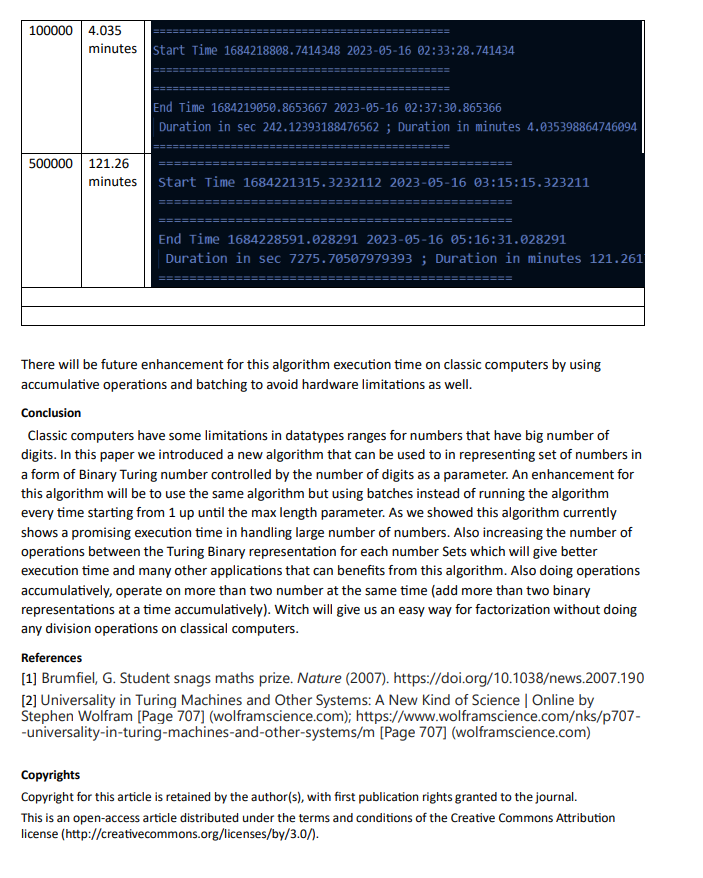 100000 4.035 minutes
==============================================
Start Time 1684218808.7414348 2023-05-16 02:33:28.741434
==============================================
==============================================
End Time 1684219050.8653667 2023-05-16 02:37:30.865366
Duration in sec 242.12393188476562 ; Duration in minutes 4.035398864746094
==============================================
500000 121.26 minutes
==============================================
Start Time 1684221315.3232112 2023-05-16 03:15:15.323211
==============================================
==============================================
End Time 1684228591.028291 2023-05-16 05:16:31.028291
Duration in sec 7275.70507979393 ; Duration in minutes 121.261
==============================================
There will be future enhancement for this algorithm execution time on classic computers by using
accumulative operations and batching to avoid hardware limitations as well.
Conclusion
Classic computers have some limitations in datatypes ranges for numbers that have big number of
digits. In this paper we introduced a new algorithm that can be used to in representing set of numbers in
a form of Binary Turing number controlled by the number of digits as a parameter. An enhancement for
this algorithm will be to use the same algorithm but using batches instead of running the algorithm
every time starting from 1 up until the max length parameter. As we showed this algorithm currently
shows a promising execution time in handling large number of numbers. Also increasing the number of
operations between the Turing Binary representation for each number Sets which will give better
execution time and many other applications that can benefits from this algorithm. Also doing operations
accumulatively, operate on more than two number at the same time (add more than two binary
representations at a time accumulatively). Witch will give us an easy way for factorization without doing
any division operations on classical computers.
References
[1] Brumfiel, G. Student snags maths prize. Nature (2007). https://doi.org/10.1038/news.2007.190
[2] Universality in Turing Machines and Other Systems: A New Kind of Science | Online by
Stephen Wolfram [Page 707] (wolframscience.com); https://www.wolframscience.com/nks/p707-
-universality-in-turing-machines-and-other-systems/m [Page 707] (wolframscience.com)
Copyrights
Copyright for this article is retained by the author(s), with first publication rights granted to the journal.
This is an open-access article distributed under the terms and conditions of the Creative Commons Attribution
license (http://creativecommons.org/licenses/by/3.0/).